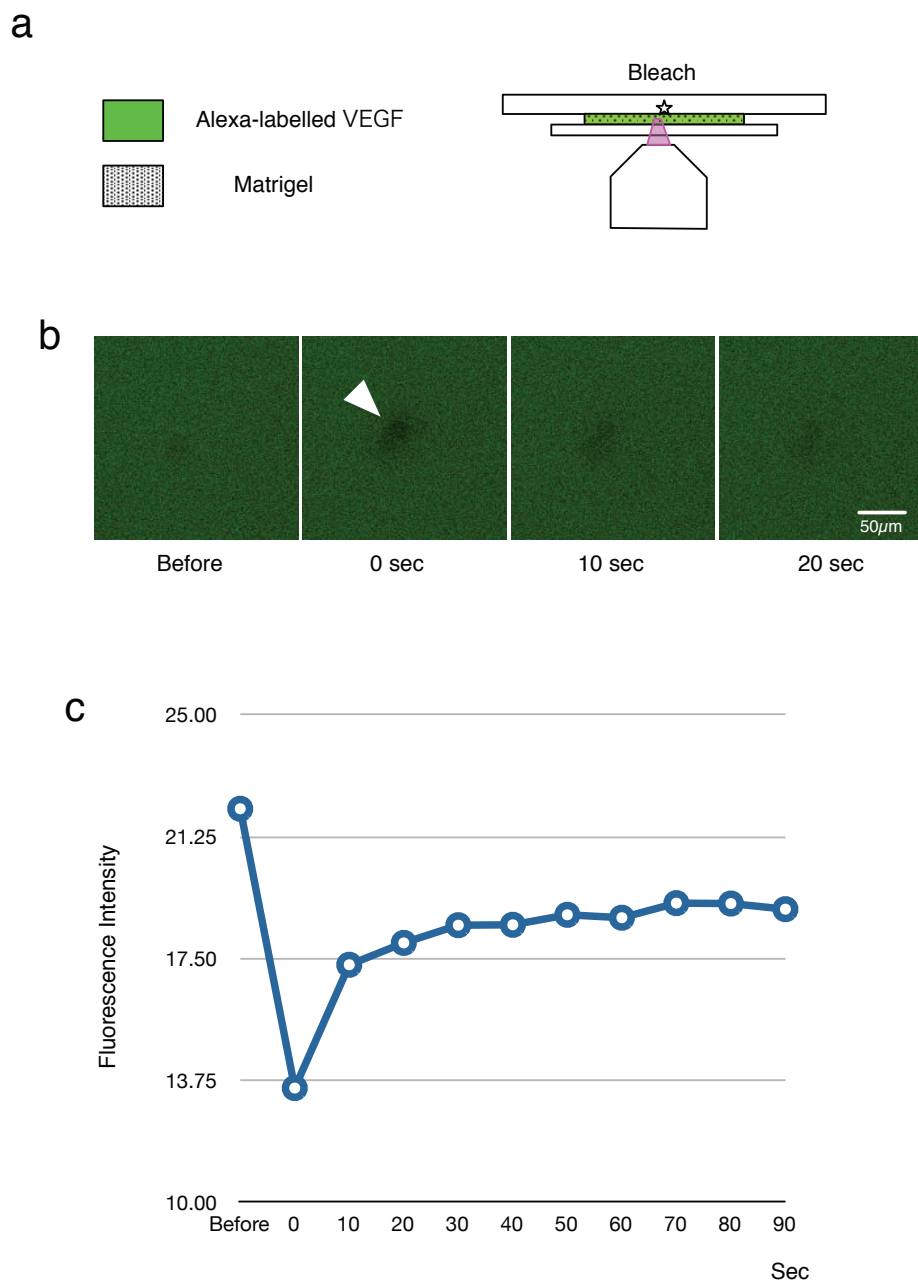 a
Bleach
Alexa-labelled VEGF
Matrigel
b
50µm
Before 0 sec 10 sec 20 sec
c
25.00
21.25
17.50
13.75
10.00
Fluorescence Intensity
Before 0 10 20 30 40 50 60 70 80 90
Sec